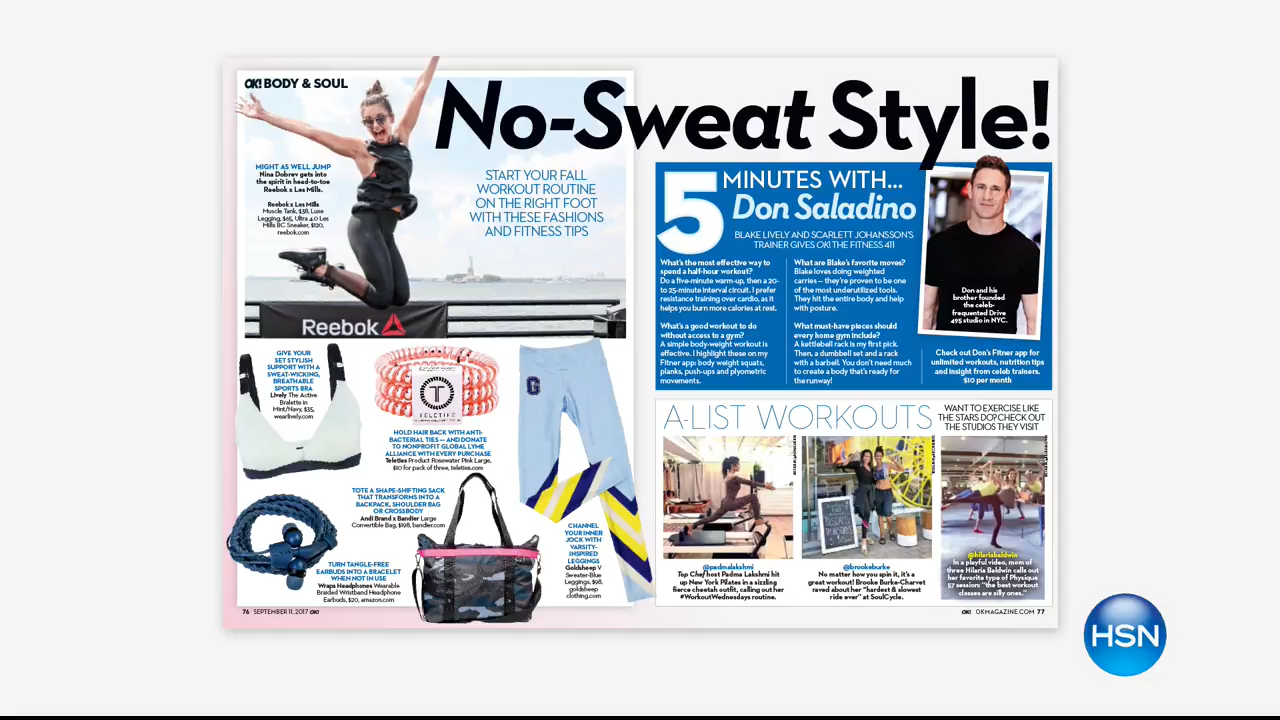 OK! BODY & SOUL
No-Sweat Style!
MIGHT AS WELL JUMP
Nina Dobrev gets into
the spirit in head-to-toe
Reebok x Les Mills.
Reebok x Les Mills
Muscle Tank, $38, Luxe
Legging, $65, Ultra 4.0 Les
Mills BC Sneaker, $120,
reebok.com
START YOUR FALL
WORKOUT ROUTINE
ON THE RIGHT FOOT
WITH THESE FASHIONS
AND FITNESS TIPS
Reebok
GIVE YOUR
SET STYLISH
SUPPORT WITH A
SWEAT-WICKING,
BREATHABLE
SPORTS BRA
Lively The Active
Bralette in
Mint/Navy, $35,
wearlively.com
TELETIES
HOLD HAIR BACK WITH ANTI-
BACTERIAL TIES — AND DONATE
TO NONPROFIT GLOBAL LYME
ALLIANCE WITH EVERY PURCHASE
Teleties Product Rosewater Pink Large,
$10 for pack of three, teleties.com
TOTE A SHAPE-SHIFTING SACK
THAT TRANSFORMS INTO A
BACKPACK, SHOULDER BAG
OR CROSSBODY
Andi Brand x Bandier Large
Convertible Bag, $198, bandier.com
TURN TANGLE-FREE
EARBUDS INTO A BRACELET
WHEN NOT IN USE
Wraps Headphones Wearable
Braided Wristband Headphone
Earbuds, $20, amazon.com
CHANNEL
YOUR INNER
JOCK WITH
VARSITY-
INSPIRED
LEGGINGS
Goldsheep V
Sweater-Blue
Leggings, $98,
goldsheep
clothing.com
76 SEPTEMBER 11, 2017 OK!
5 MINUTES WITH...
Don Saladino
BLAKE LIVELY AND SCARLETT JOHANSSON'S
TRAINER GIVES OK! THE FITNESS 411
What's the most effective way to
spend a half-hour workout?
Do a five-minute warm-up, then a 20-
to 25-minute interval circuit. I prefer
resistance training over cardio, as it
helps you burn more calories at rest.
What's a good workout to do
without access to a gym?
A simple body-weight workout is
effective. I highlight these on my
Fitner app: body weight squats,
planks, push-ups and plyometric
movements.
What are Blake's favorite moves?
Blake loves doing weighted
carries — they're proven to be one
of the most underutilized tools.
They hit the entire body and help
with posture.
What must-have pieces should
every home gym include?
A kettlebell rack is my first pick.
Then, a dumbbell set and a rack
with a barbell. You don't need much
to create a body that's ready for
the runway!
Don and his
brother founded
the celeb-
frequented Drive
495 studio in NYC.
Check out Don's Fitner app for
unlimited workouts, nutrition tips
and insight from celeb trainers.
$10 per month
A-LIST WORKOUTS
WANT TO EXERCISE LIKE
THE STARS DO? CHECK OUT
THE STUDIOS THEY VISIT
@padmalakshmi
Top Chef host Padma Lakshmi hit
up New York Pilates in a sizzling
fierce cheetah outfit, calling out her
#WorkoutWednesdays routine.
@brookeburke
No matter how you spin it, it's a
great workout! Brooke Burke-Charvet
raved about her "hardest & slowest
ride ever" at SoulCycle.
@hilariabaldwin
In a playful video, mom of
three Hilaria Baldwin calls out
her favorite type of Physique
57 session: "the best workout
classes are silly ones."
OK! OKMAGAZINE.COM 77
HSN